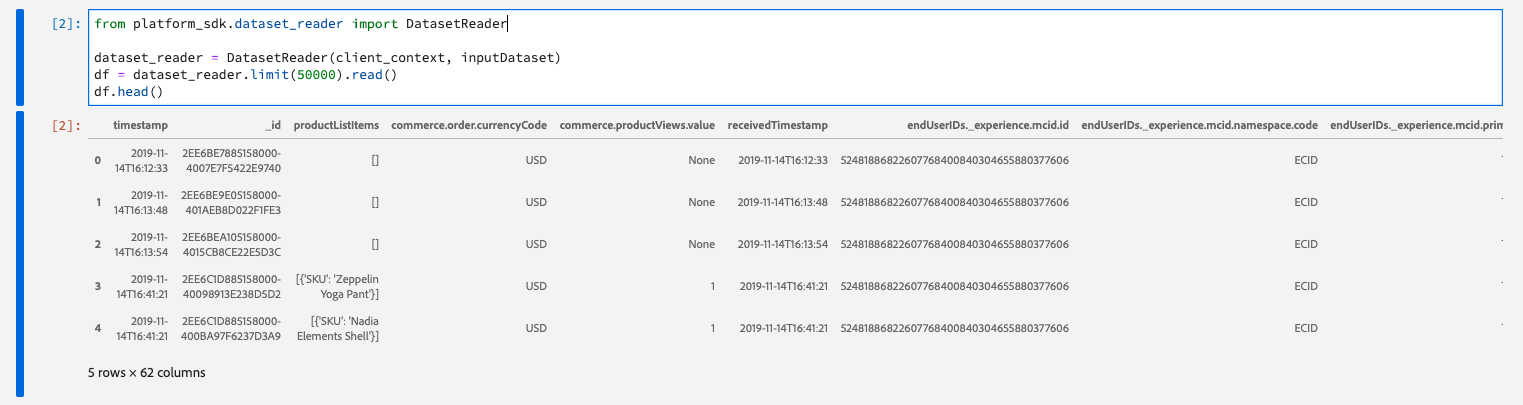 [2]: from platform_sdk.dataset_reader import DatasetReader
dataset_reader = DatasetReader(client_context, inputDataset)
df = dataset_reader.limit(50000).read()
df.head()
[2]: timestamp _id productListItems commerce.order.currencyCode commerce.productViews.value receivedTimestamp endUserIDs._experience.mcid.id endUserIDs._experience.mcid.namespace.code endUserIDs._experience.mcid.prim
2019-11- 2EE6BE7885158000-
0 [] USD None 2019-11-14T16:12:33 52481886822607768400840304655880377606 ECID
14T16:12:33 4007E7F5422E9740
2019-11- 2EE6BE9E05158000-
1 [] USD None 2019-11-14T16:13:48 52481886822607768400840304655880377606 ECID
14T16:13:48 401AEB8D022F1FE3
2019-11- 2EE6BEA105158000-
2 [] USD None 2019-11-14T16:13:54 52481886822607768400840304655880377606 ECID
14T16:13:54 4015CB8CE22E5D3C
2019-11- 2EE6C1D885158000- [{'SKU': 'Zeppelin
3 USD 1 2019-11-14T16:41:21 52481886822607768400840304655880377606 ECID
14T16:41:21 40098913E238D5D2 Yoga Pant'}]
2019-11- 2EE6C1D885158000- [{'SKU': 'Nadia
4 USD 1 2019-11-14T16:41:21 52481886822607768400840304655880377606 ECID
14T16:41:21 400BA97F6237D3A9 Elements Shell'}]
5 rows × 62 columns